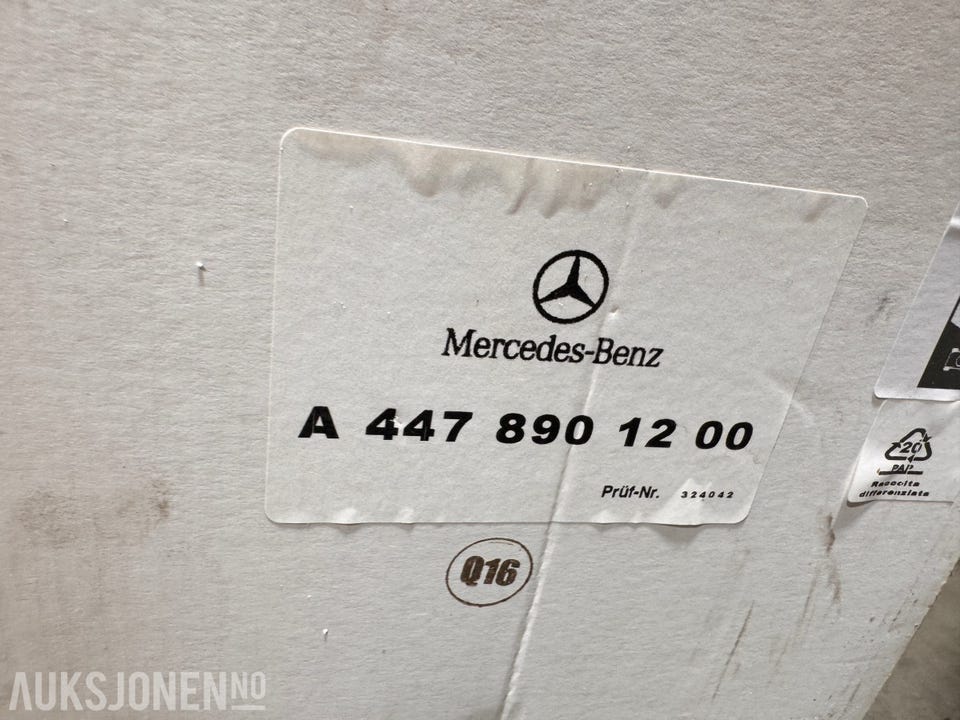 Mercedes-Benz
A 447 890 12 00
Prüf-Nr. 324042
Q16
20
PAP
Raccolta
differenziata
AUKSJONEN NO